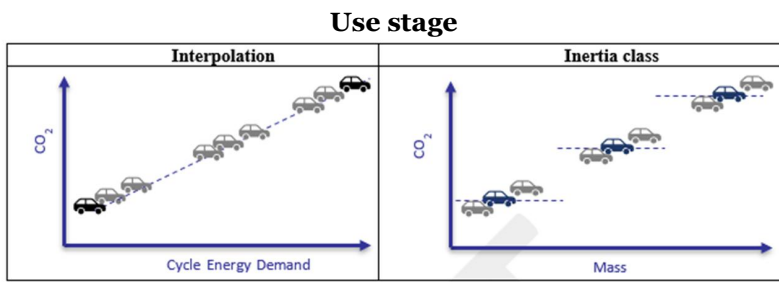 Use stage
Interpolation
Inertia class
CO2
Cycle Energy Demand
CO2
Mass